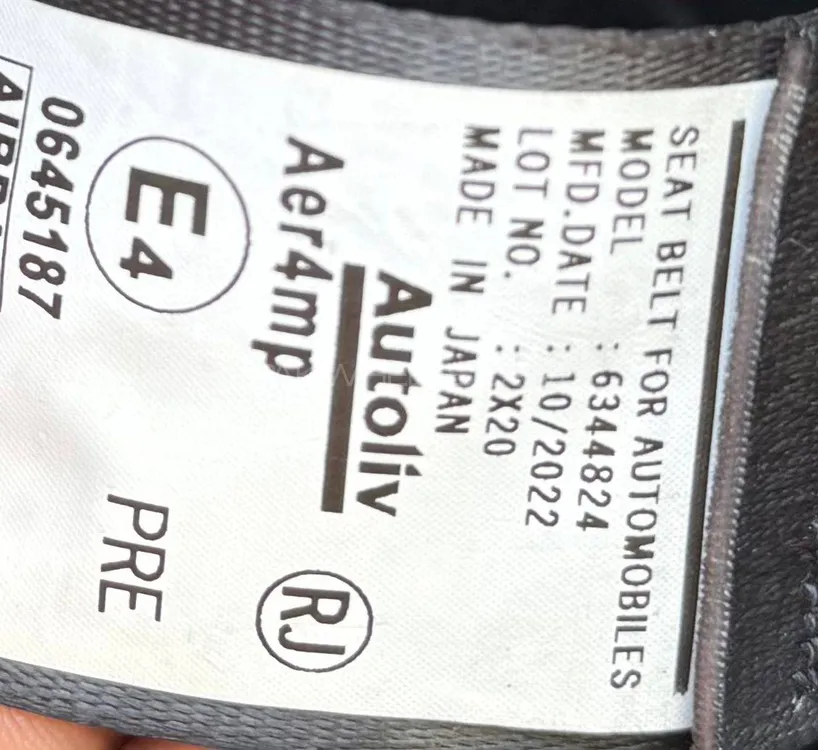 SEAT BELT FOR AUTOMOBILES
MODEL : 6344824
MFD.DATE : 10/2022
LOT NO. : 2X20
MADE IN JAPAN
Autoliv
Aer4mp RJ
E4 PRE
0645187